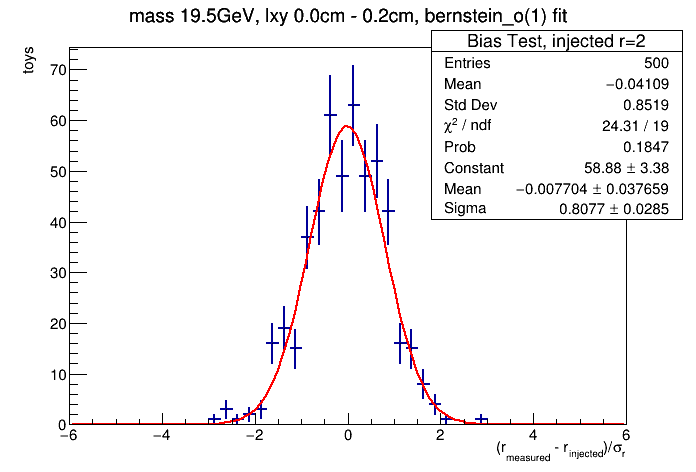 mass 19.5GeV, lxy 0.0cm - 0.2cm, bernstein_o(1) fit
toys
Bias Test, injected r=2
Entries 500
Mean −0.04109
Std Dev 0.8519
χ² / ndf 24.31 / 19
Prob 0.1847
Constant 58.88 ± 3.38
Mean −0.007704 ± 0.037659
Sigma 0.8077 ± 0.0285
70
60
50
40
30
20
10
0
−6 −4 −2 0 2 4 6
(r_measured - r_injected)/σ_r